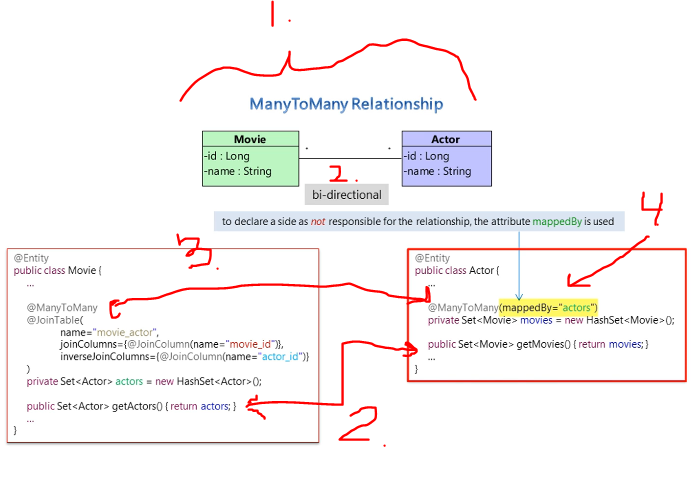 1.
ManyToMany Relationship
Movie
-id : Long
-name : String
Actor
-id : Long
-name : String
2.
bi-directional
to declare a side as not responsible for the relationship, the attribute mappedBy is used
4
3.
@Entity
public class Movie {
...
@ManyToMany
@JoinTable(
name="movie_actor",
joinColumns={@JoinColumn(name="movie_id")},
inverseJoinColumns={@JoinColumn(name="actor_id")}
)
private Set<Actor> actors = new HashSet<Actor>();
public Set<Actor> getActors() { return actors; }
...
}
@Entity
public class Actor {
...
@ManyToMany(mappedBy="actors")
private Set<Movie> movies = new HashSet<Movie>();
public Set<Movie> getMovies() { return movies; }
...
}
2.